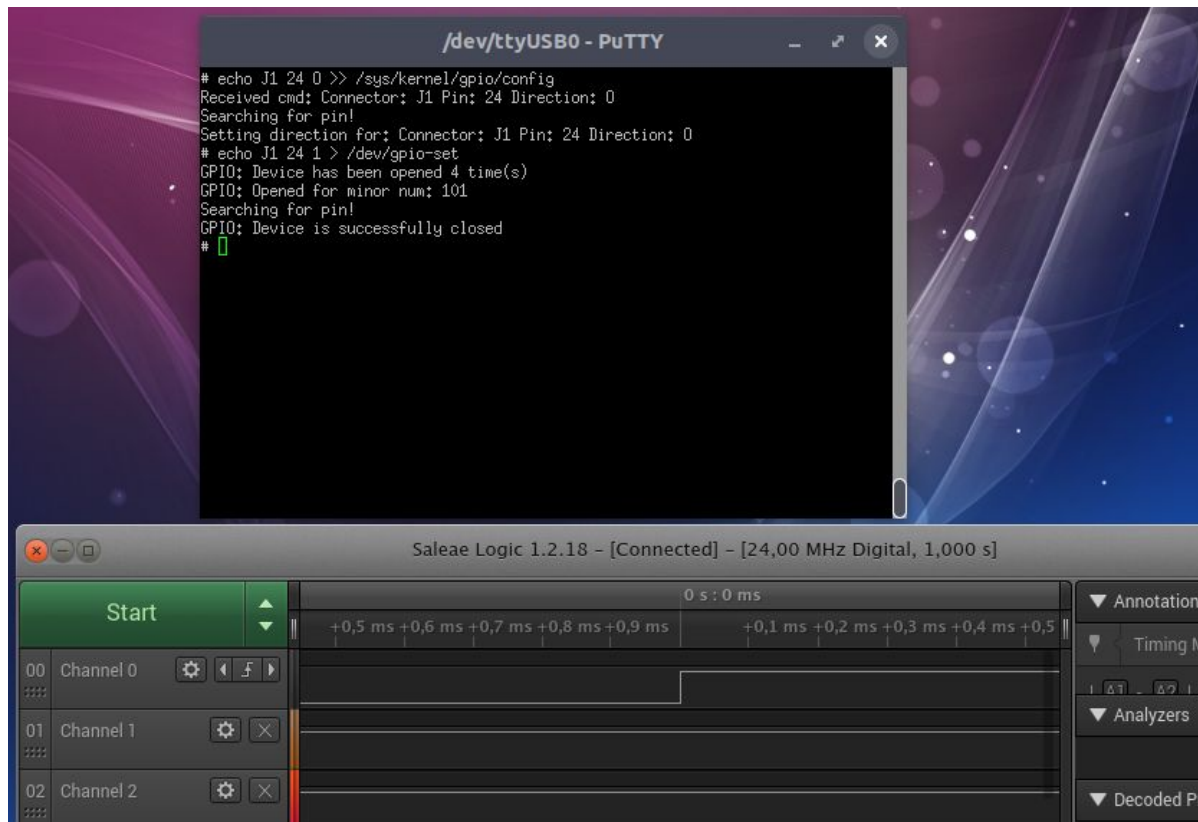 /dev/ttyUSB0 - PuTTY
# echo J1 24 0 >> /sys/kernel/gpio/config
Received cmd: Connector: J1 Pin: 24 Direction: 0
Searching for pin!
Setting direction for: Connector: J1 Pin: 24 Direction: 0
# echo J1 24 1 > /dev/gpio-set
GPIO: Device has been opened 4 time(s)
GPIO: Opened for minor num: 101
Searching for pin!
GPIO: Device is successfully closed
#
Saleae Logic 1.2.18 - [Connected] - [24,00 MHz Digital, 1,000 s]
Start
0 s : 0 ms
+0,5 ms +0,6 ms +0,7 ms +0,8 ms +0,9 ms +0,1 ms +0,2 ms +0,3 ms +0,4 ms +0,5
Annotation
Timing
00 Channel 0
A1 - A2
01 Channel 1
Analyzers
02 Channel 2
Decoded P